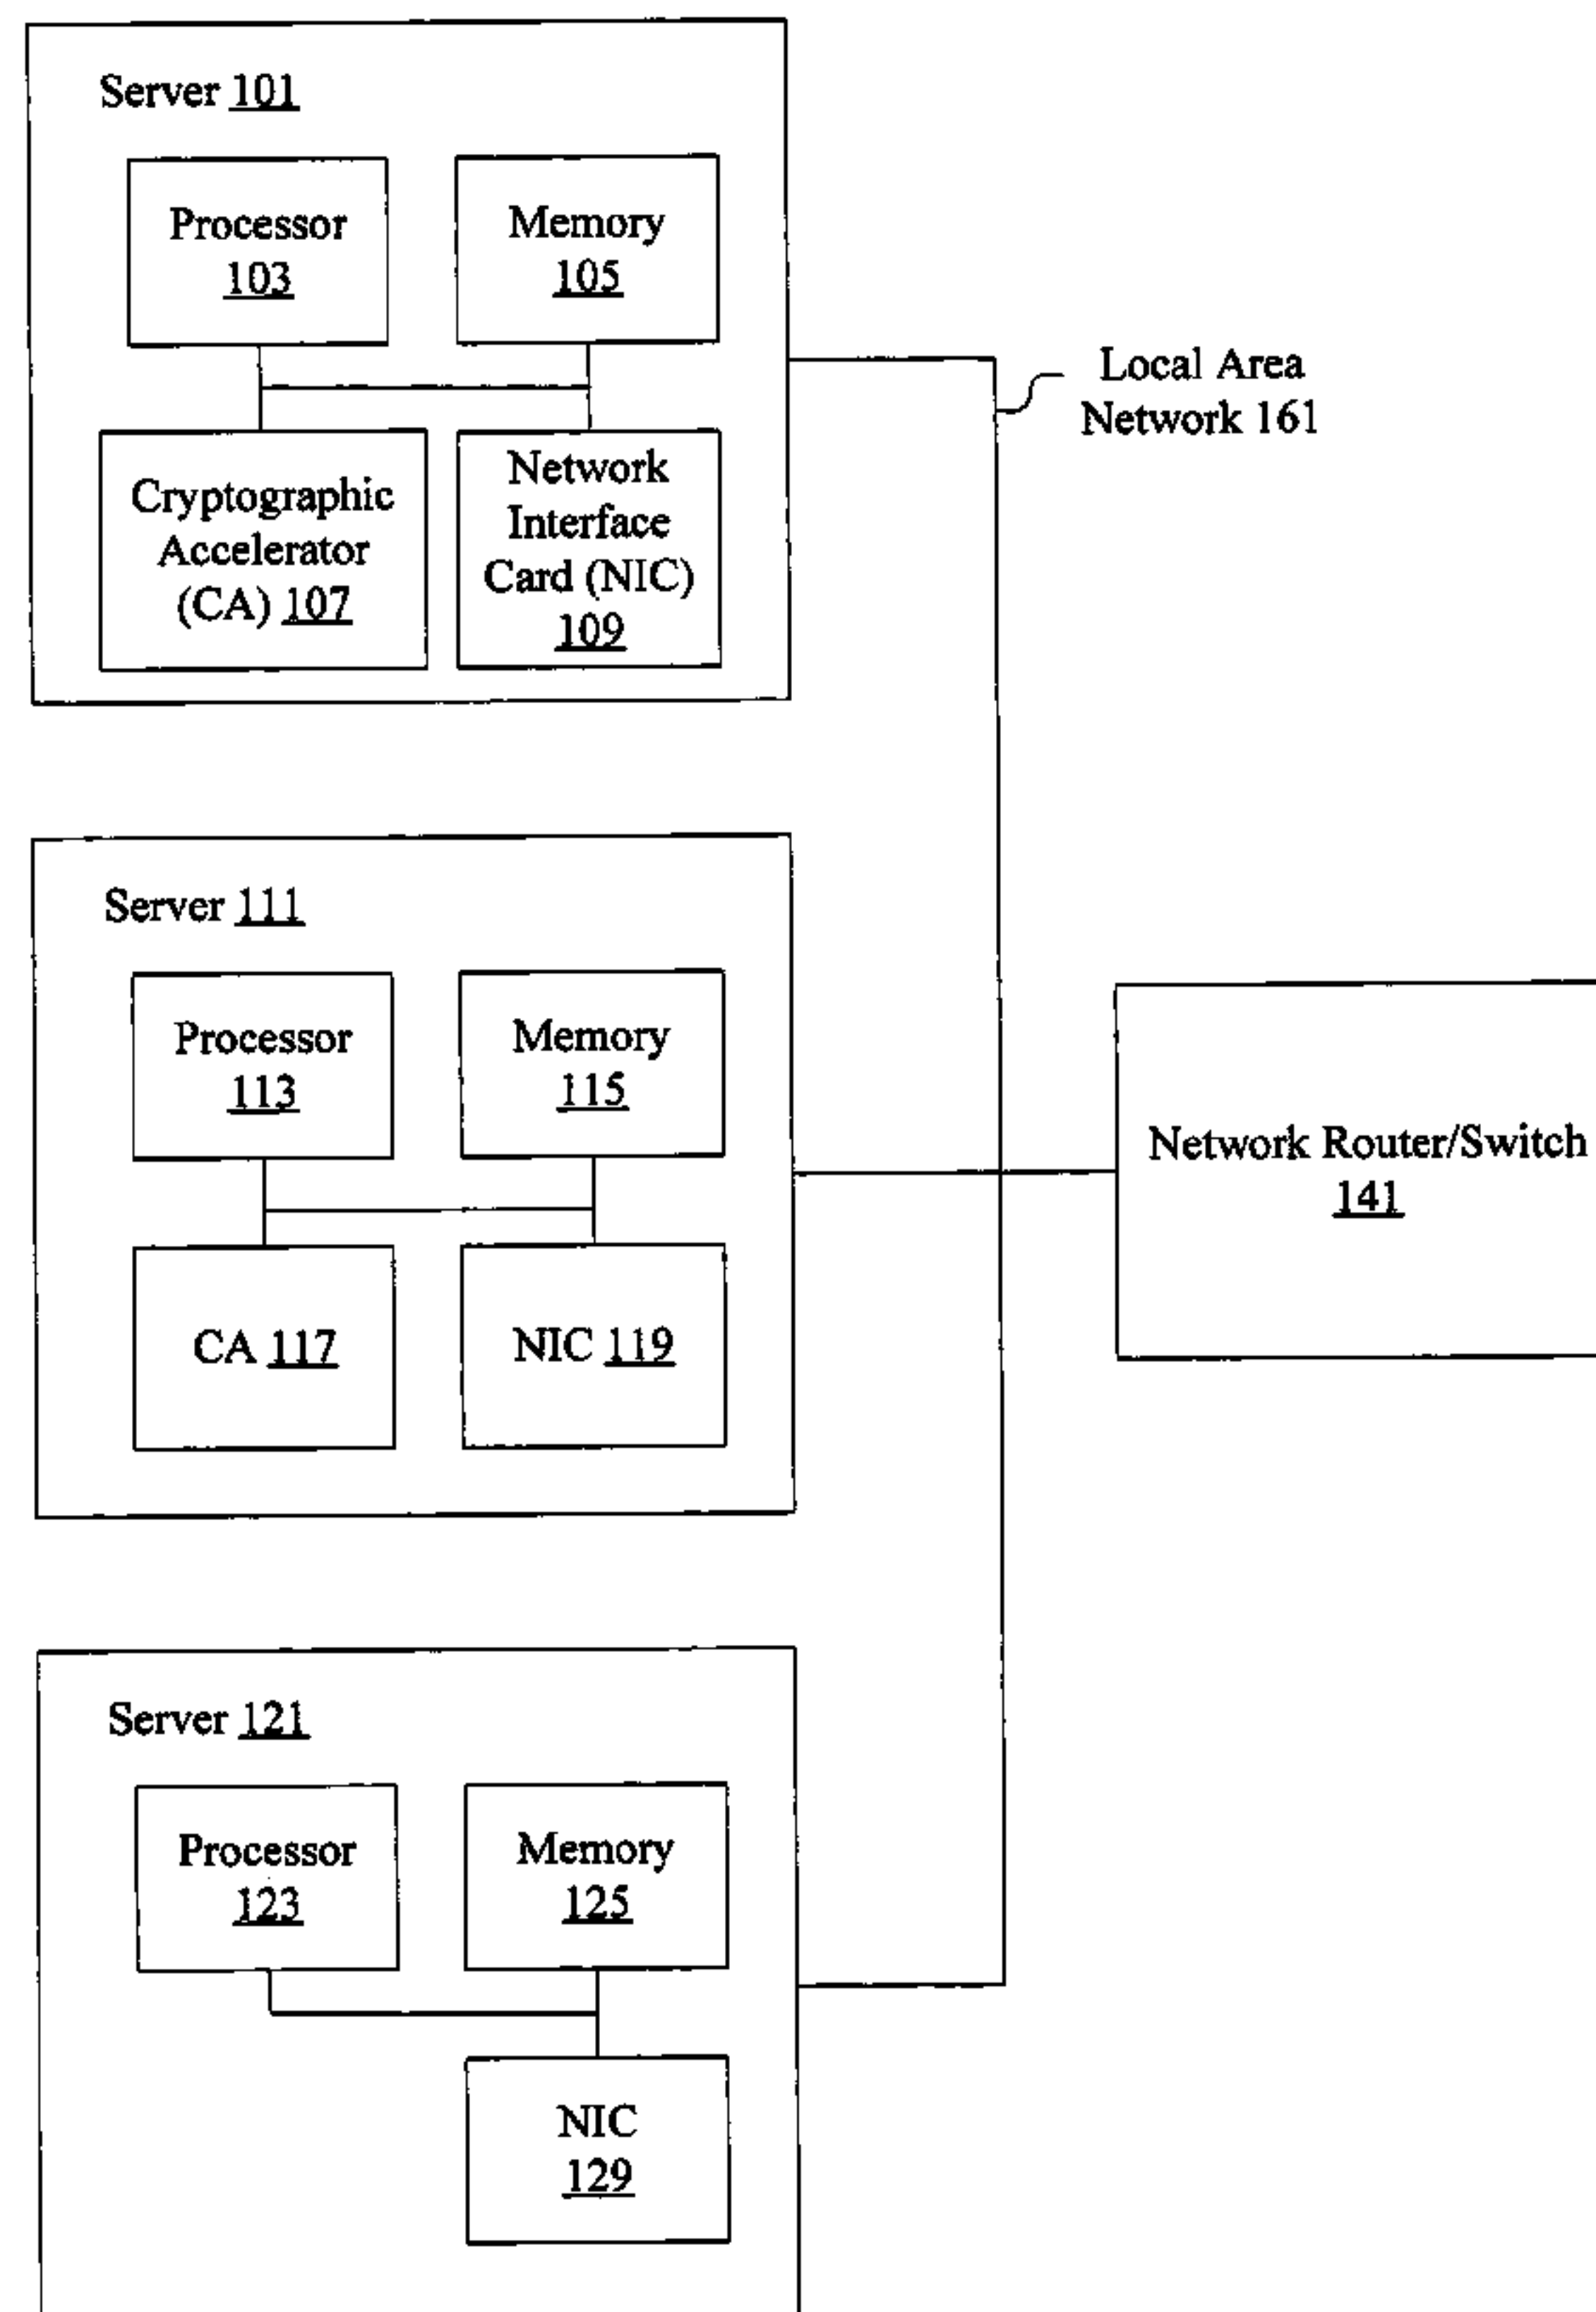 Server 101
Processor
103
Memory
105
Cryptographic
Accelerator
(CA) 107
Network
Interface
Card (NIC)
109
Local Area
Network 161
Server 111
Processor
113
Memory
115
CA 117
NIC 119
Network Router/Switch
141
Server 121
Processor
123
Memory
125
NIC
129